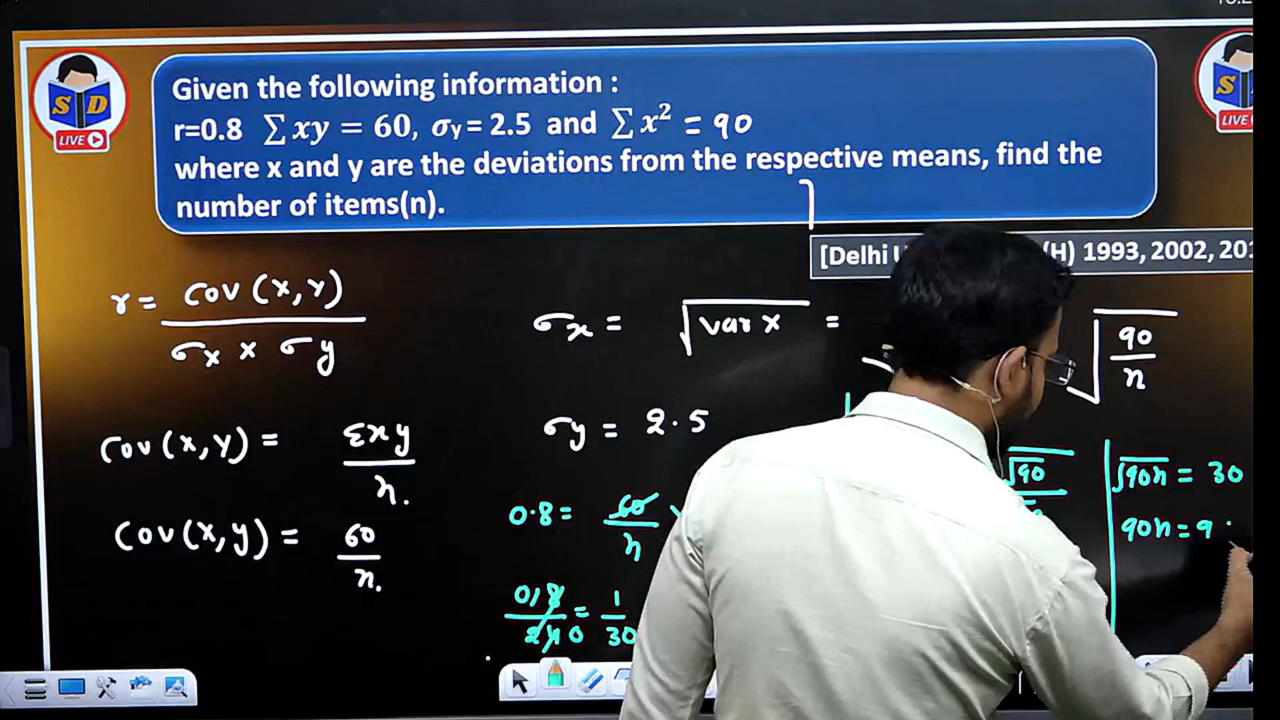 S D
LIVE
Given the following information :
r=0.8 ∑ xy = 60, σY = 2.5 and ∑ x² = 90
where x and y are the deviations from the respective means, find the
number of items(n).
LIVE
[Delhi (H) 1993, 2002, 20
r = Cov (x, y) / σx × σy
σx = √var x =
√90/n
Cov (x, y) = Σxy / n.
σy = 2.5
√90
√90n = 30
0.8 = 60 / n
90n = 9
Cov (x, y) = 60 / n.
= 1/30